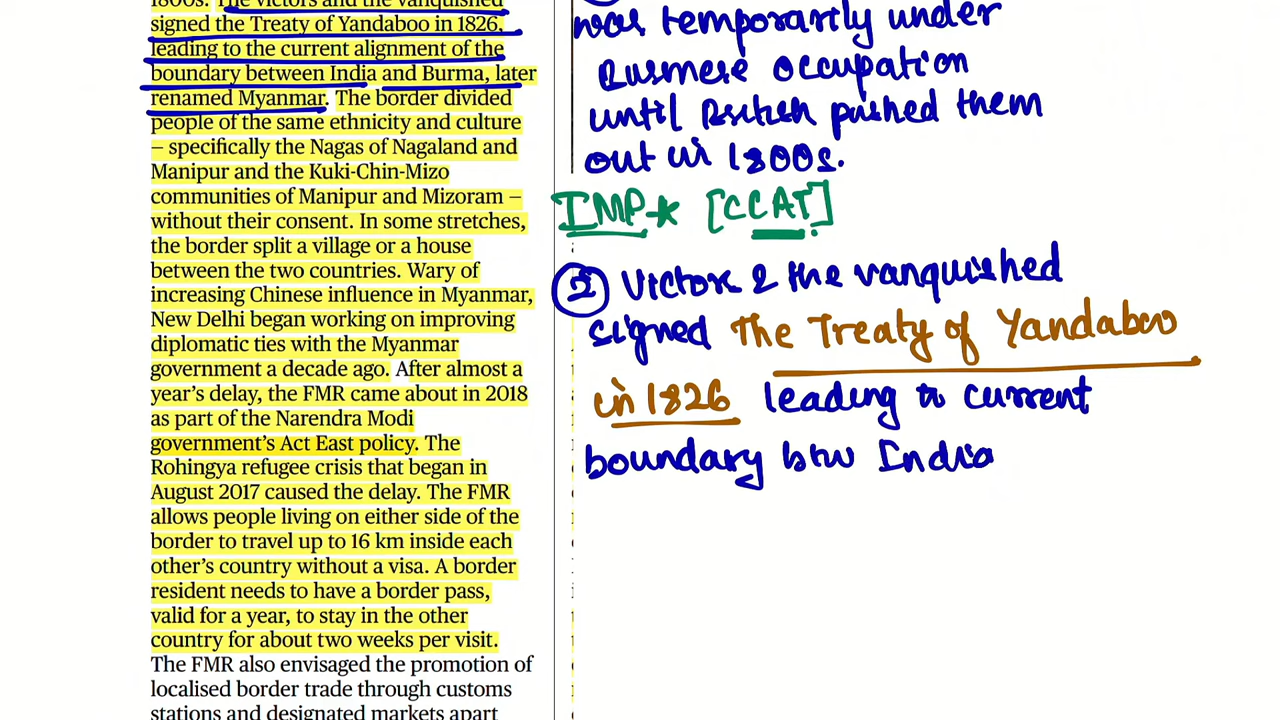 1800s. The victors and the vanquished
signed the Treaty of Yandaboo in 1826,
leading to the current alignment of the
boundary between India and Burma, later
renamed Myanmar. The border divided
people of the same ethnicity and culture
— specifically the Nagas of Nagaland and
Manipur and the Kuki-Chin-Mizo
communities of Manipur and Mizoram —
without their consent. In some stretches,
the border split a village or a house
between the two countries. Wary of
increasing Chinese influence in Myanmar,
New Delhi began working on improving
diplomatic ties with the Myanmar
government a decade ago. After almost a
year's delay, the FMR came about in 2018
as part of the Narendra Modi
government's Act East policy. The
Rohingya refugee crisis that began in
August 2017 caused the delay. The FMR
allows people living on either side of the
border to travel up to 16 km inside each
other's country without a visa. A border
resident needs to have a border pass,
valid for a year, to stay in the other
country for about two weeks per visit.
The FMR also envisaged the promotion of
localised border trade through customs
stations and designated markets apart
was temporarily under
Burmese occupation
until British pushed them
out in 1800s.
IMP* [CCAT]
2 Victors & the vanquished
signed The Treaty of Yandaboo
in 1826 leading to current
boundary btw India